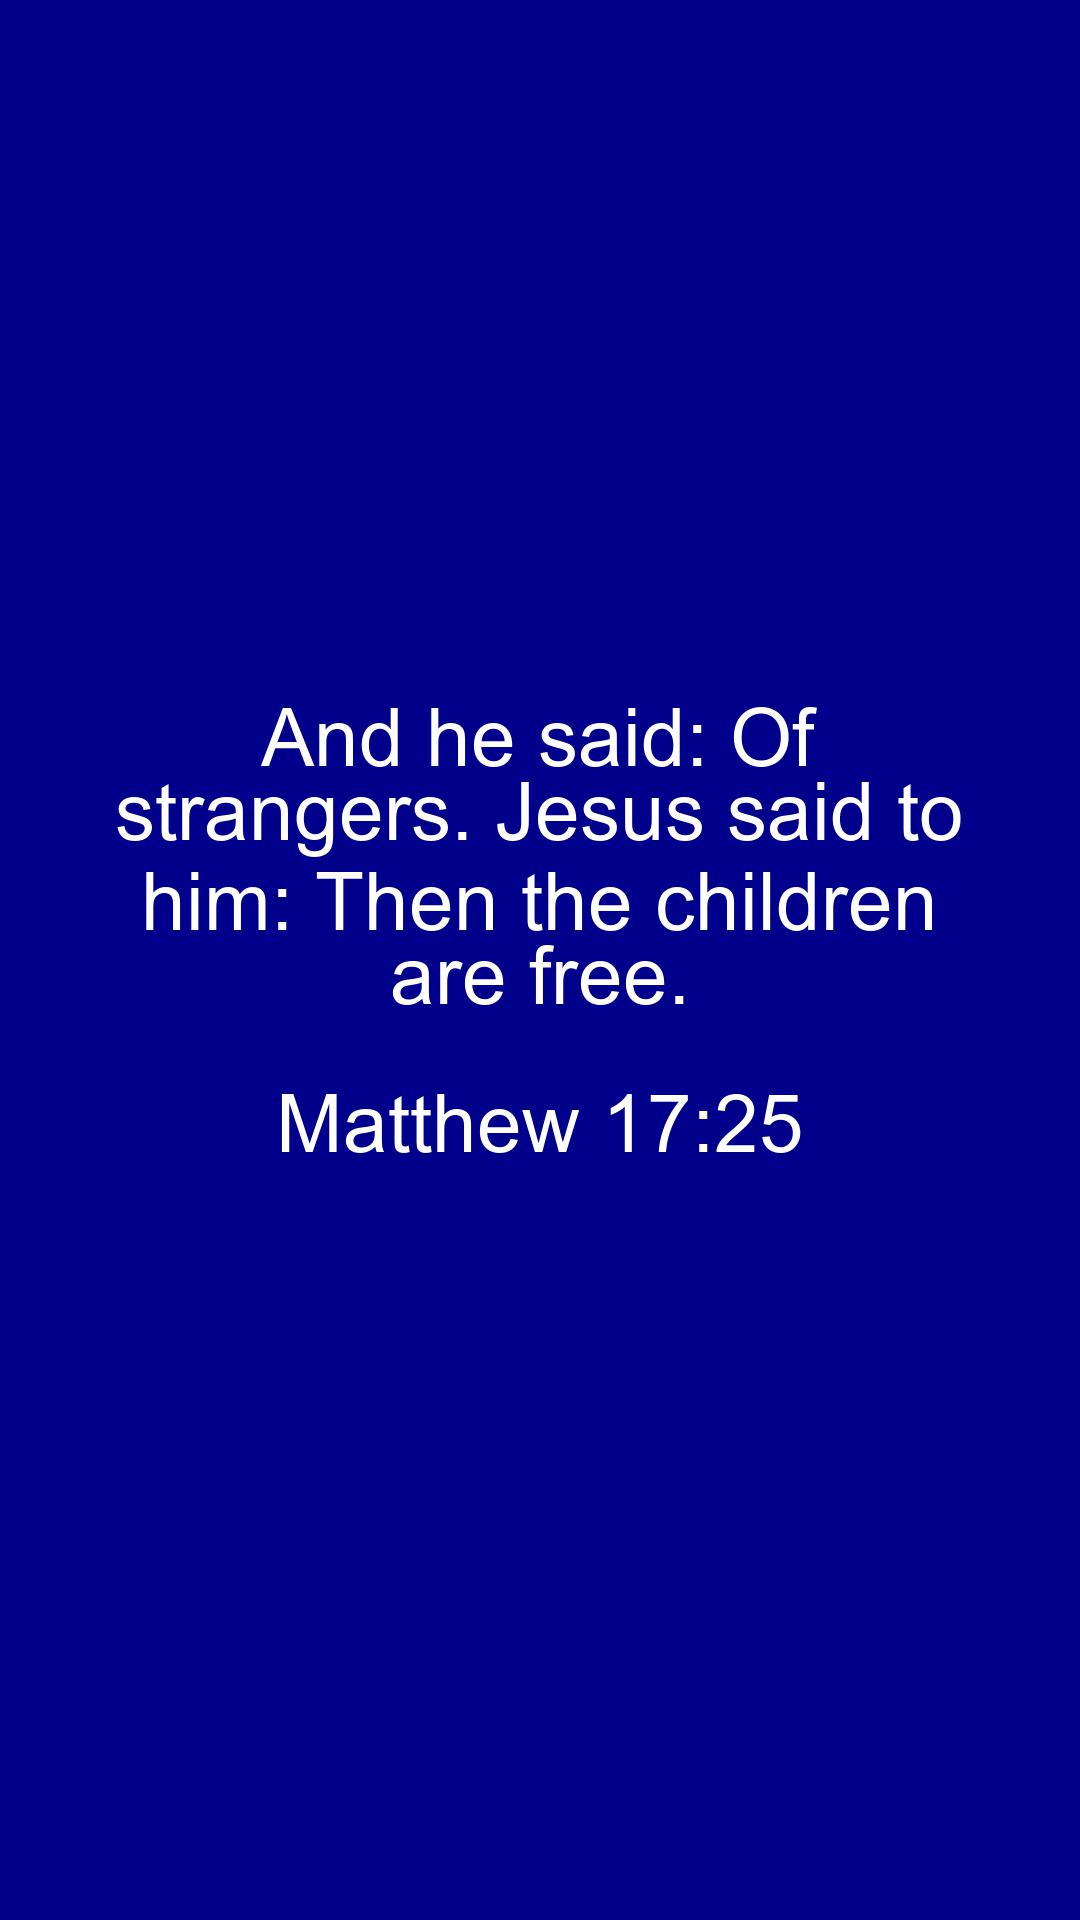 And he said: Of
strangers. Jesus said to
him: Then the children
are free.
Matthew 17:25